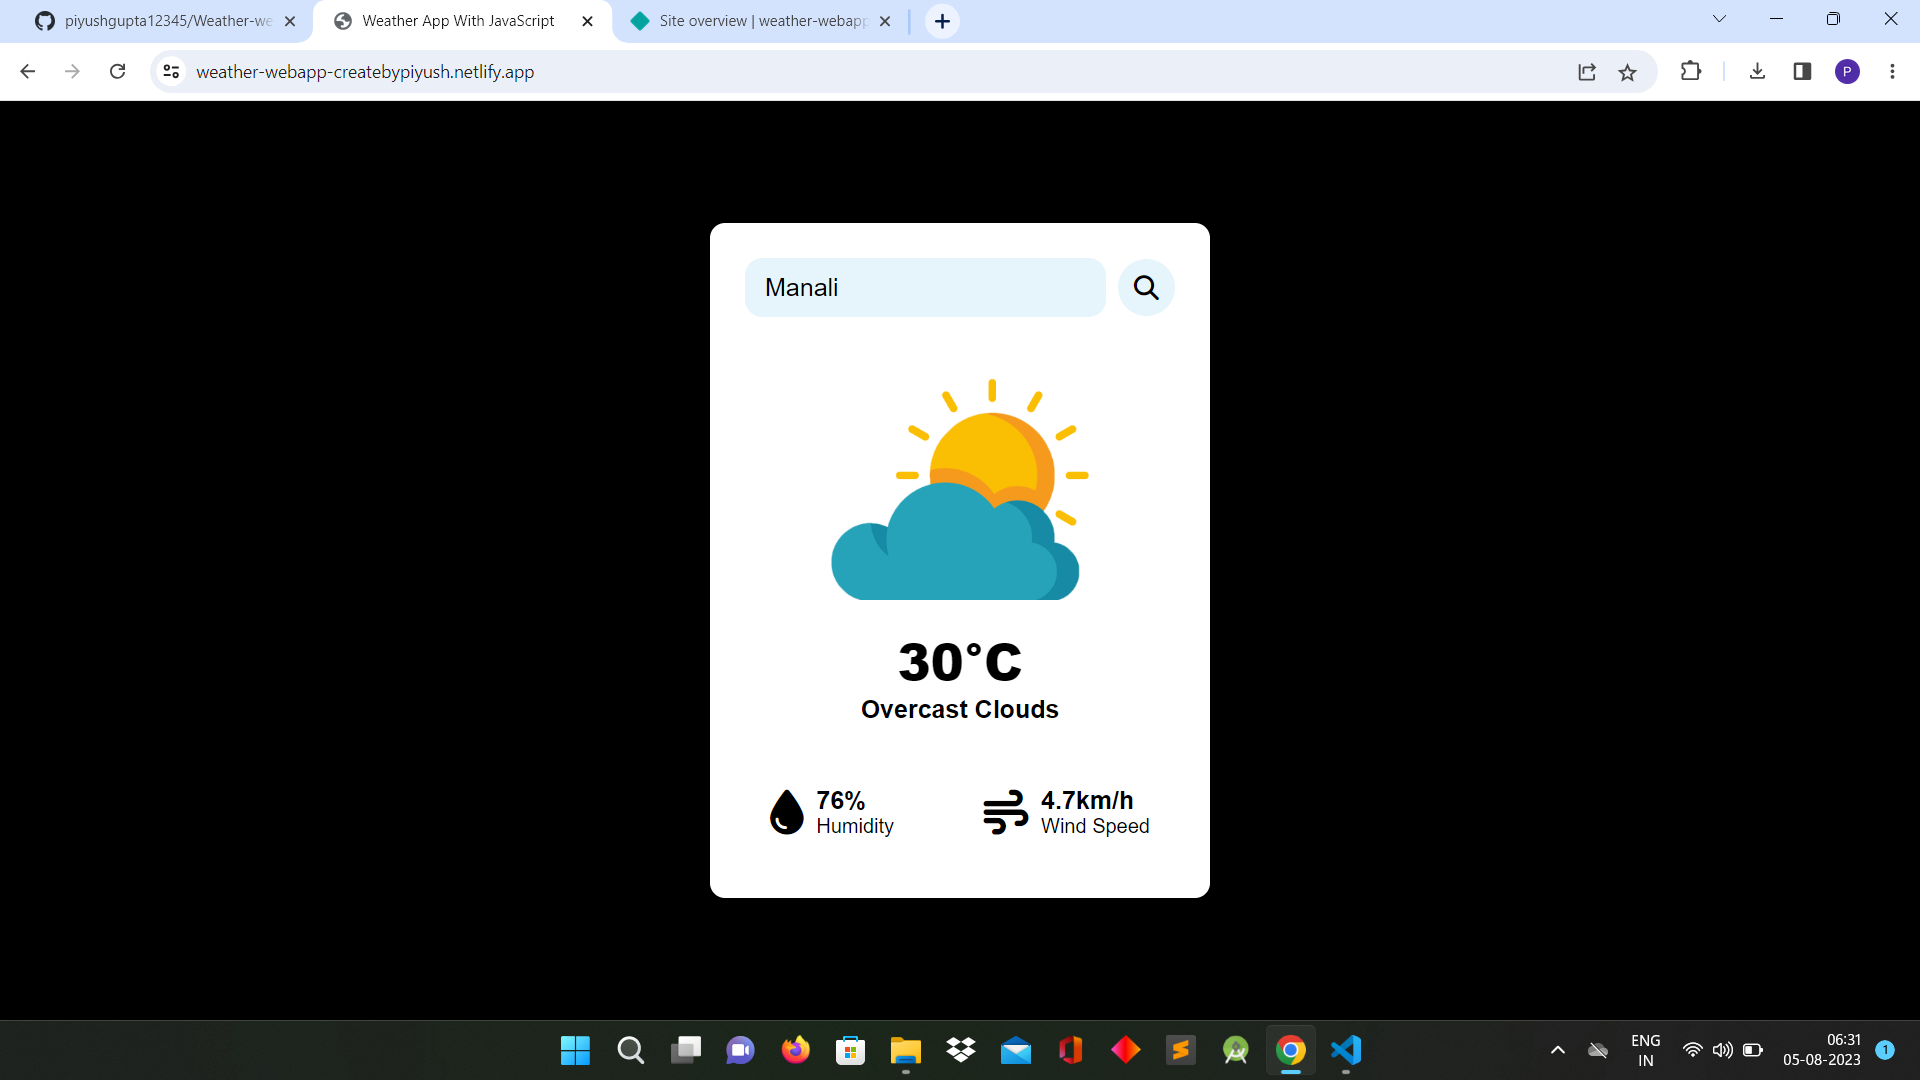 piyushgupta12345/Weather-we
Weather App With JavaScript
Site overview | weather-webapp
weather-webapp-createbypiyush.netlify.app
P
Manali
30°C
Overcast Clouds
76%
Humidity
4.7km/h
Wind Speed
ENG
IN
06:31
05-08-2023
1